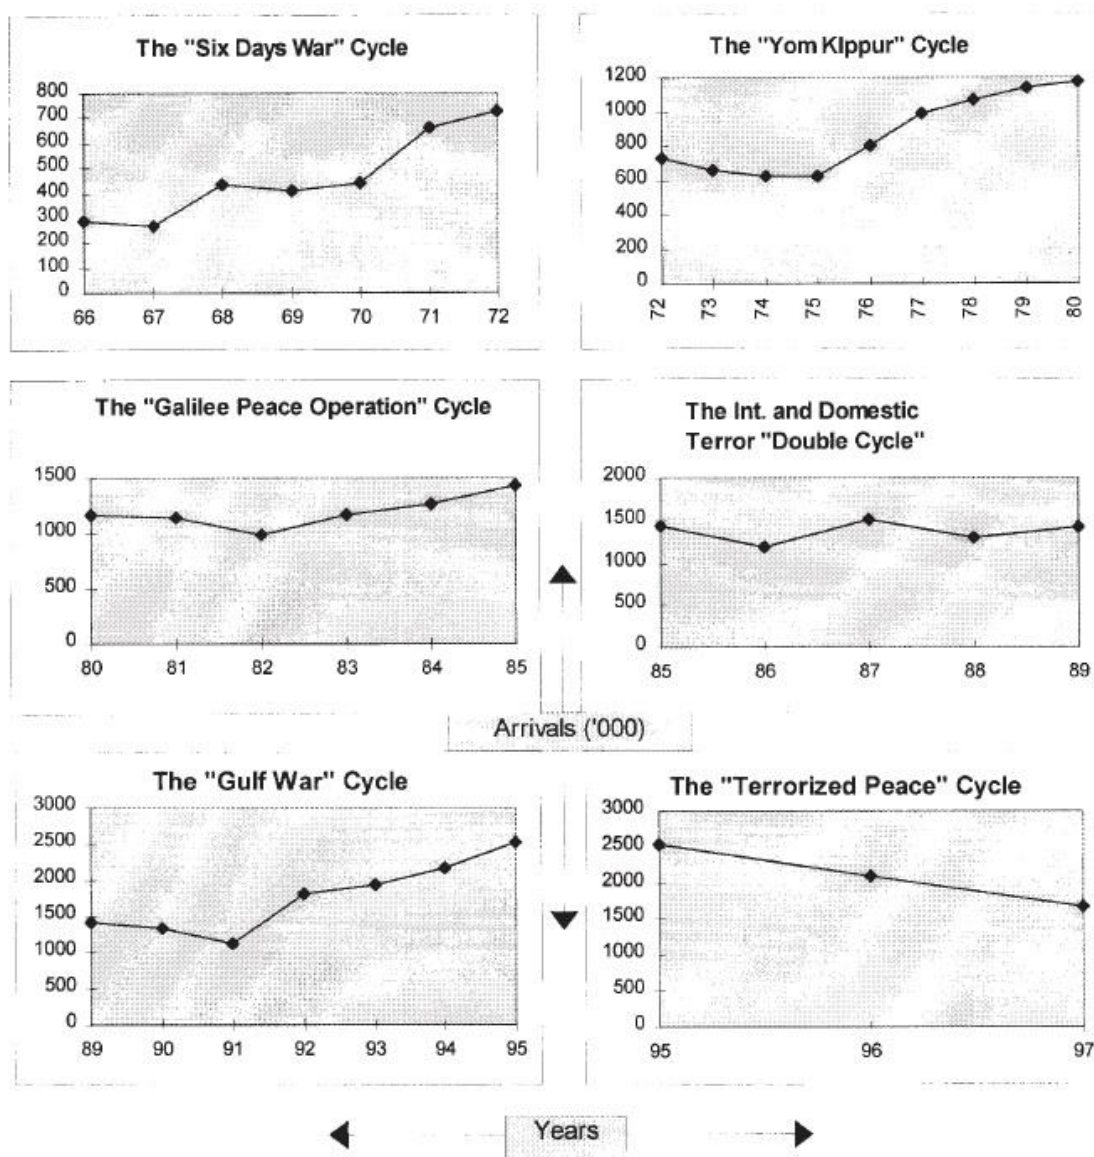 The "Six Days War" Cycle
800
700
600
500
400
300
200
100
0
66 67 68 69 70 71 72
The "Yom KIppur" Cycle
1200
1000
800
600
400
200
0
72 73 74 75 76 77 78 79 80
The "Galilee Peace Operation" Cycle
1500
1000
500
0
80 81 82 83 84 85
The Int. and Domestic
Terror "Double Cycle"
2000
1500
1000
500
0
85 86 87 88 89
Arrivals ('000)
The "Gulf War" Cycle
3000
2500
2000
1500
1000
500
0
89 90 91 92 93 94 95
The "Terrorized Peace" Cycle
3000
2500
2000
1500
1000
500
0
95 96 97
Years